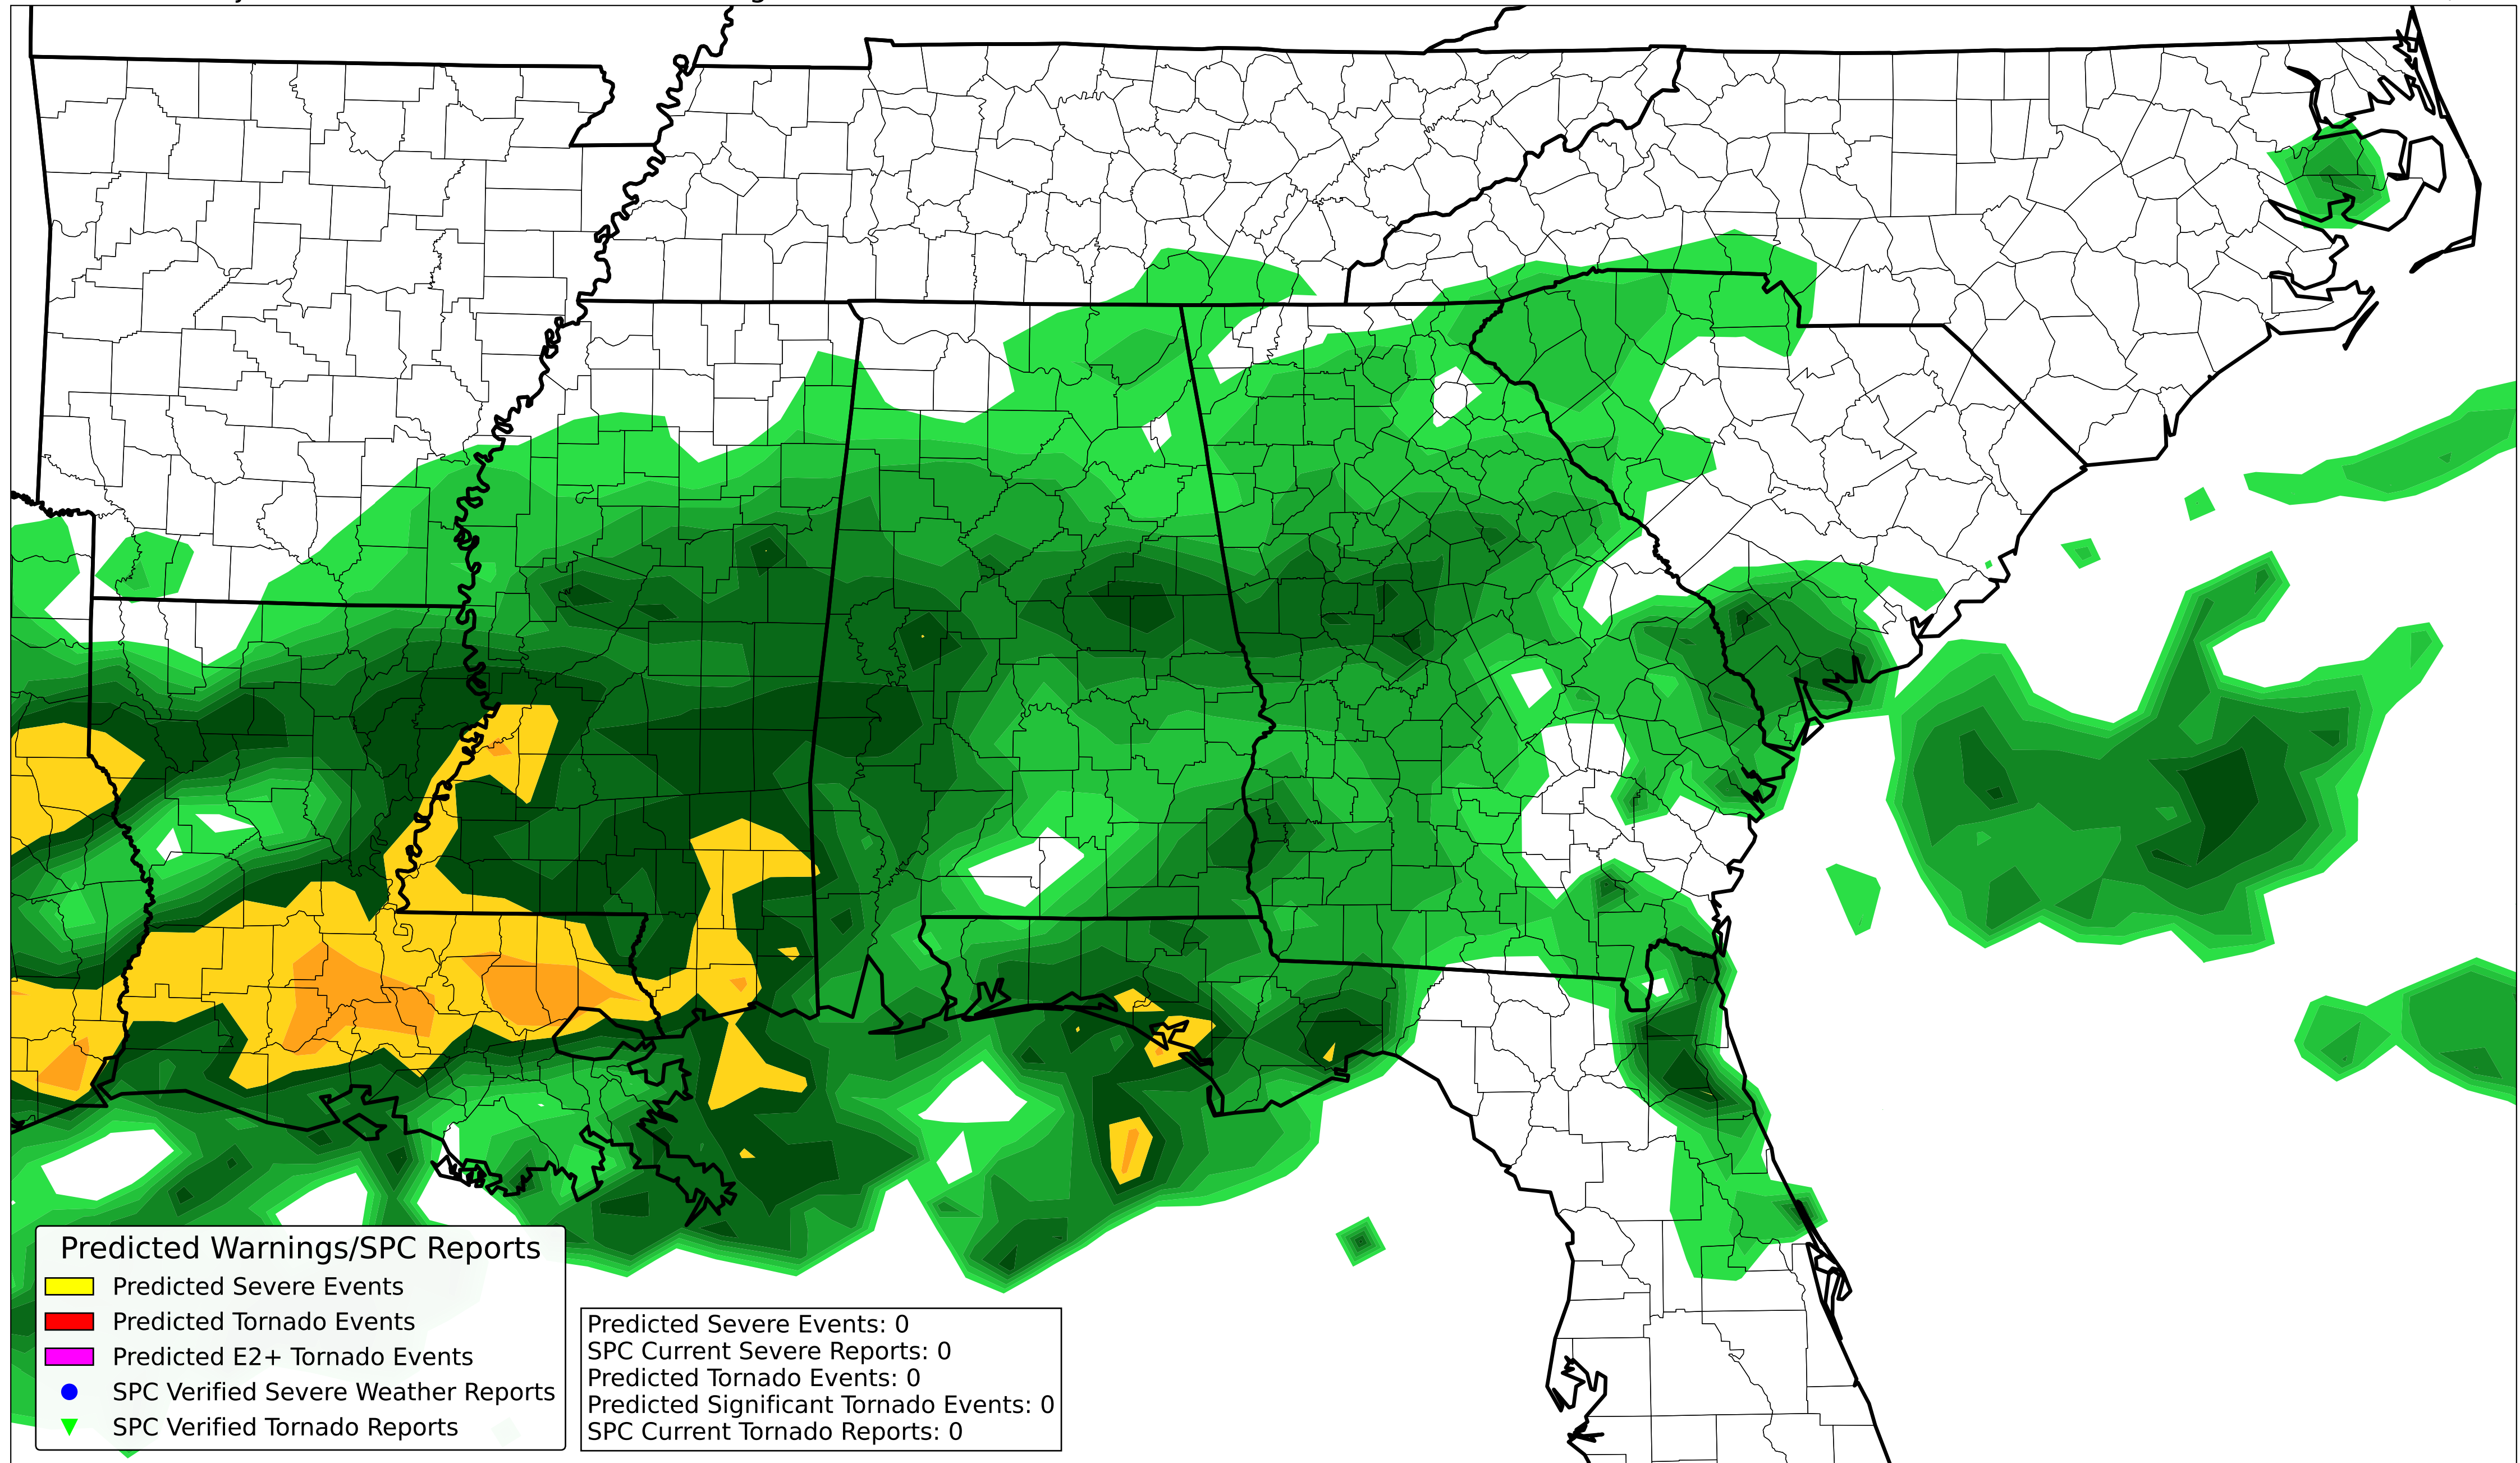 Predicted Warnings/SPC Reports
Predicted Severe Events
Predicted Tornado Events
Predicted E2+ Tornado Events
SPC Verified Severe Weather Reports
SPC Verified Tornado Reports
Predicted Severe Events: 0
SPC Current Severe Reports: 0
Predicted Tornado Events: 0
Predicted Significant Tornado Events: 0
SPC Current Tornado Reports: 0